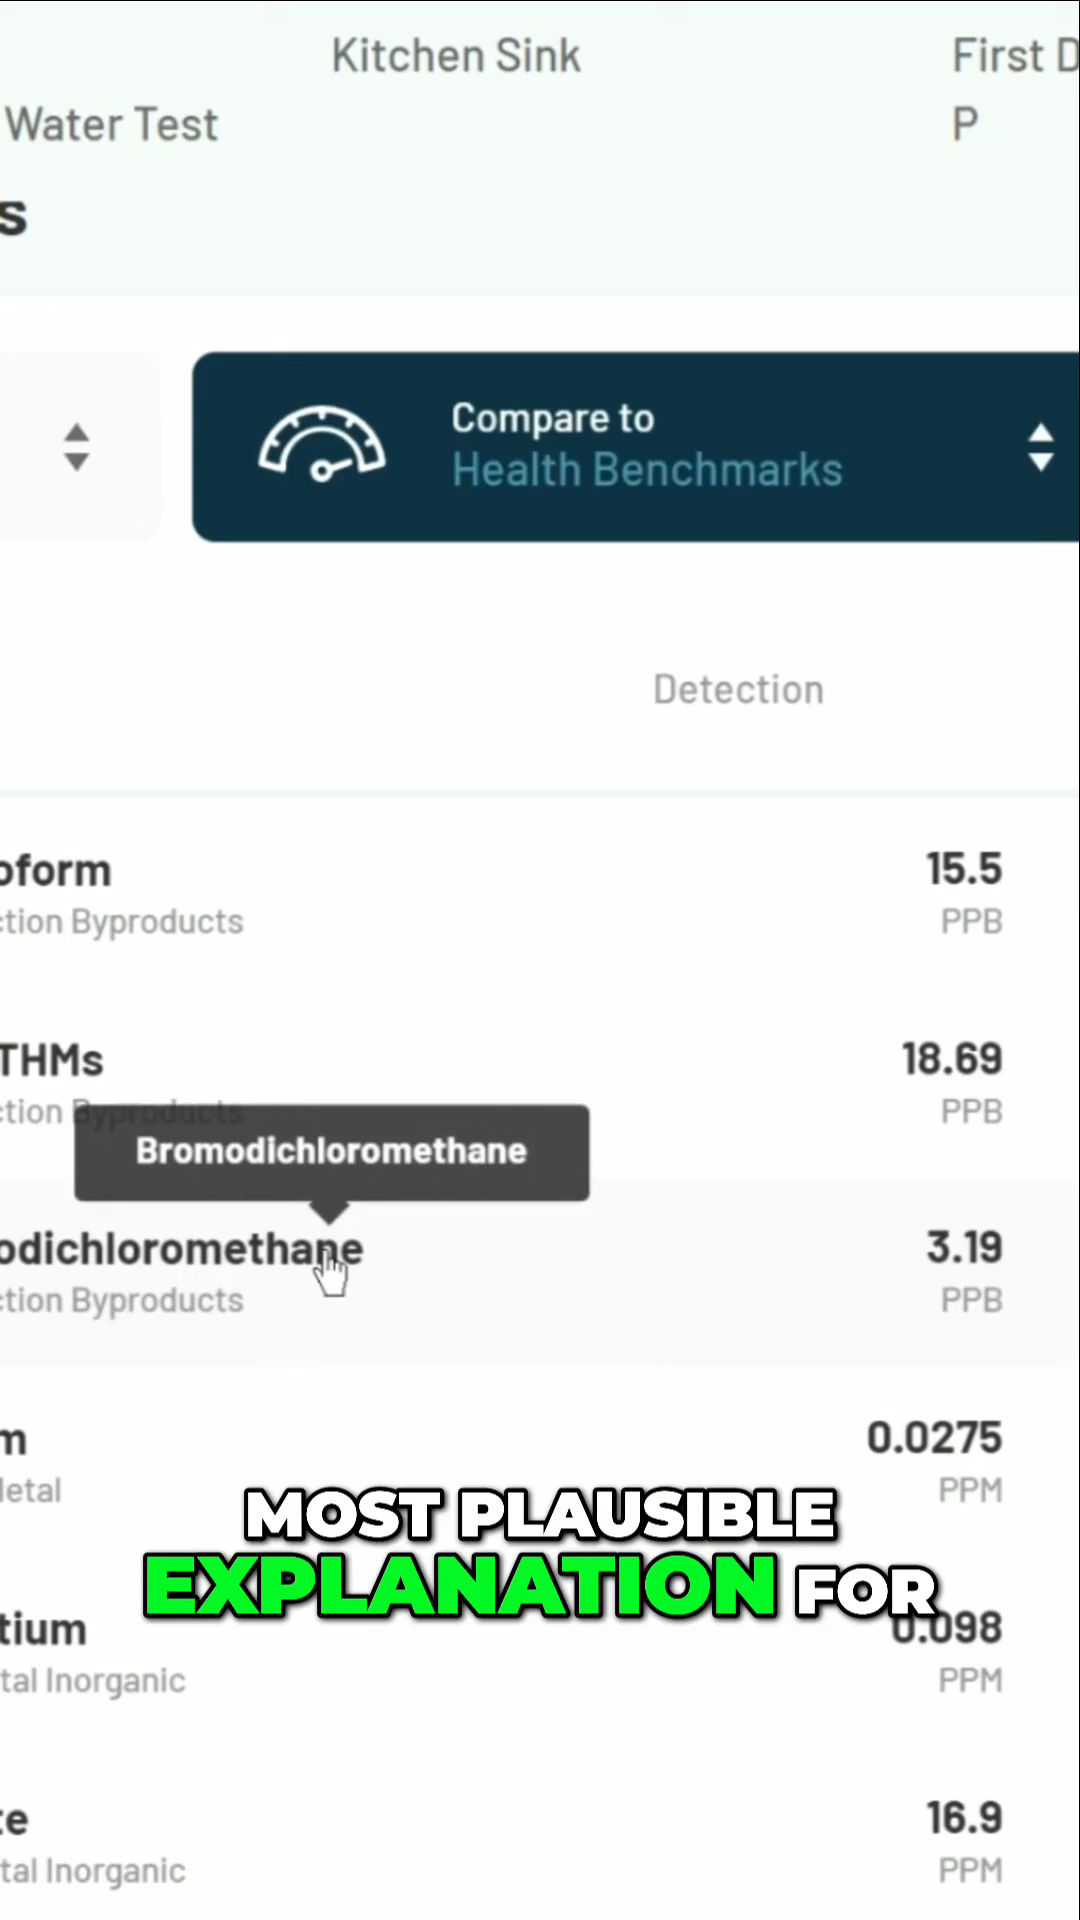 Kitchen Sink
First D
Water Test
P
s
Compare to
Health Benchmarks
Detection
oform
15.5
ction Byproducts
PPB
THMs
18.69
ction Byproducts
PPB
Bromodichloromethane
odichloromethane
3.19
ction Byproducts
PPB
m
0.0275
Metal
PPM
MOST PLAUSIBLE
EXPLANATION FOR
tium
0.098
tal Inorganic
PPM
te
16.9
tal Inorganic
PPM